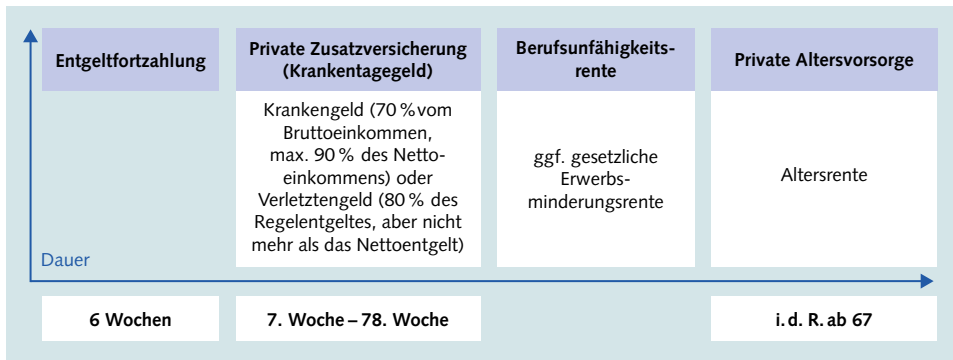 Entgeltfortzahlung
Private Zusatzversicherung
(Krankentagegeld)
Krankengeld (70 % vom
Bruttoeinkommen,
max. 90 % des Netto-
einkommens) oder
Verletztengeld (80 % des
Regelentgeltes, aber nicht
mehr als das Nettoentgelt)
Berufsunfähigkeits-
rente
ggf. gesetzliche
Erwerbs-
minderungsrente
Private Altersvorsorge
Altersrente
Dauer
6 Wochen
7. Woche – 78. Woche
i. d. R. ab 67